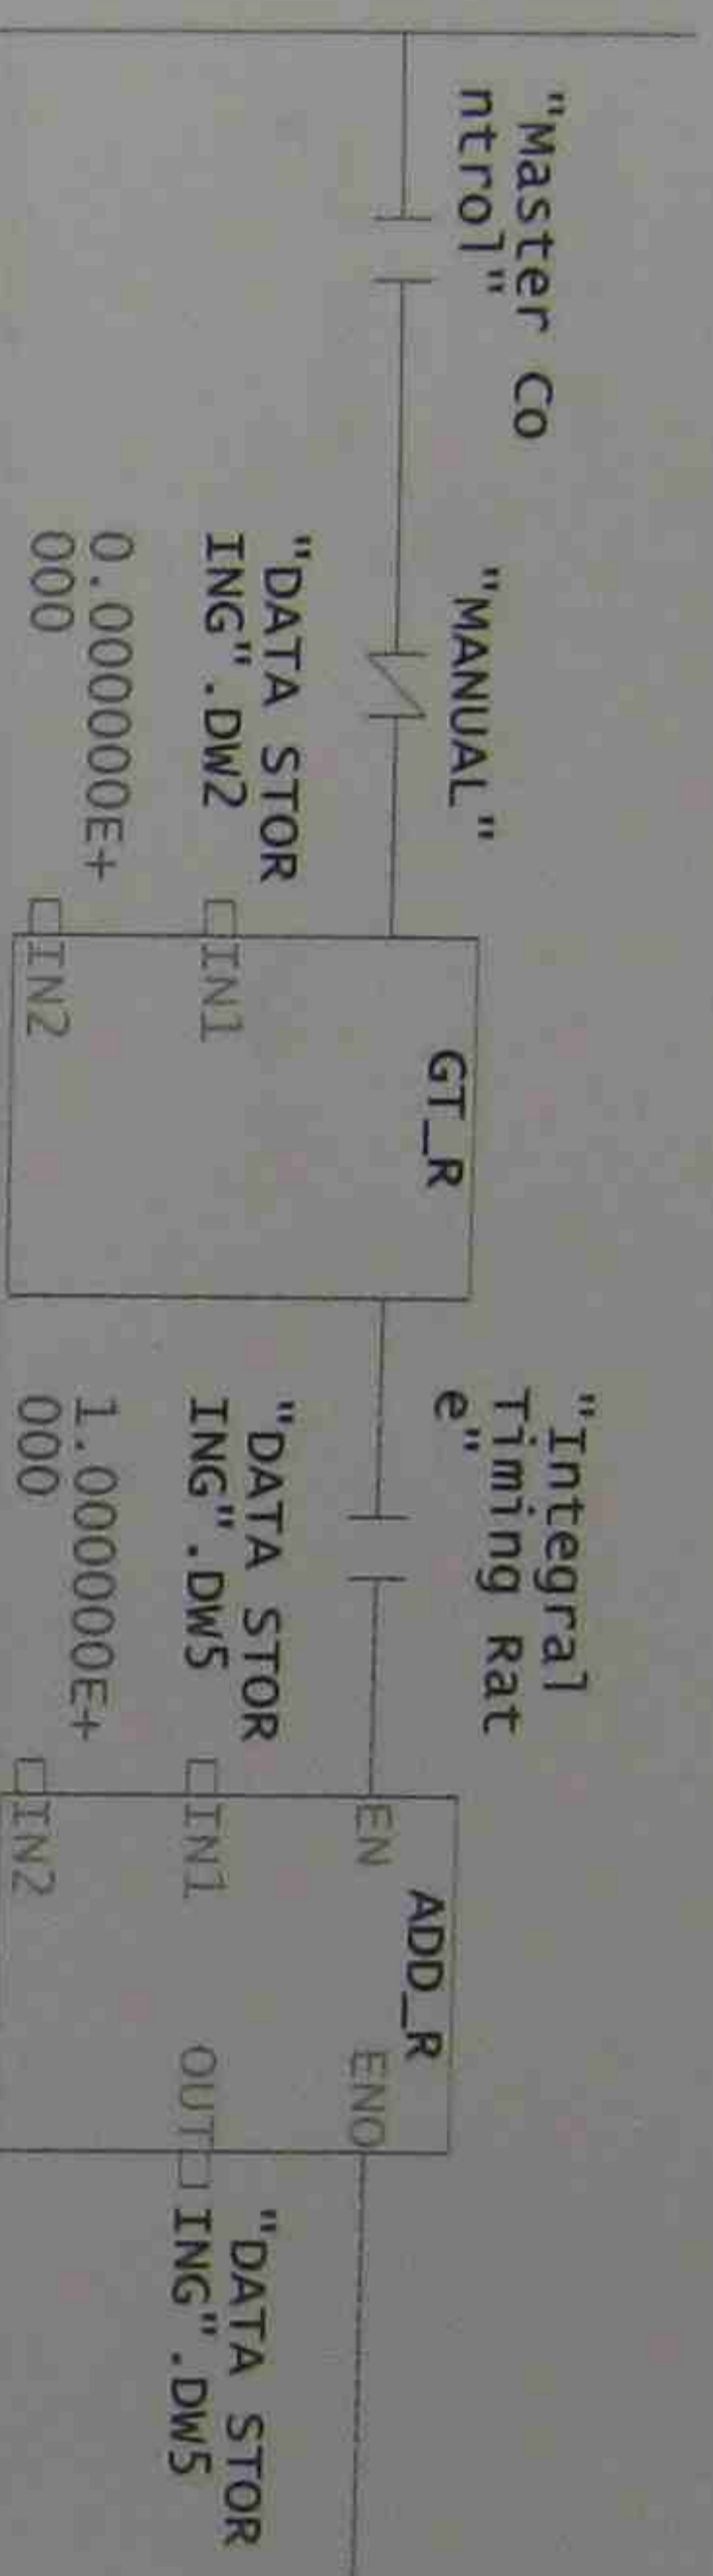 "Master Co
ntrol"
"MANUAL"
GT_R
"DATA STOR
ING".DW2
IN1
0.000000E+
000
IN2
"Integral
Timing Rat
e"
ADD_R
EN
ENO
"DATA STOR
ING".DW5
IN1
OUT
"DATA STOR
ING".DW5
1.000000E+
000
IN2